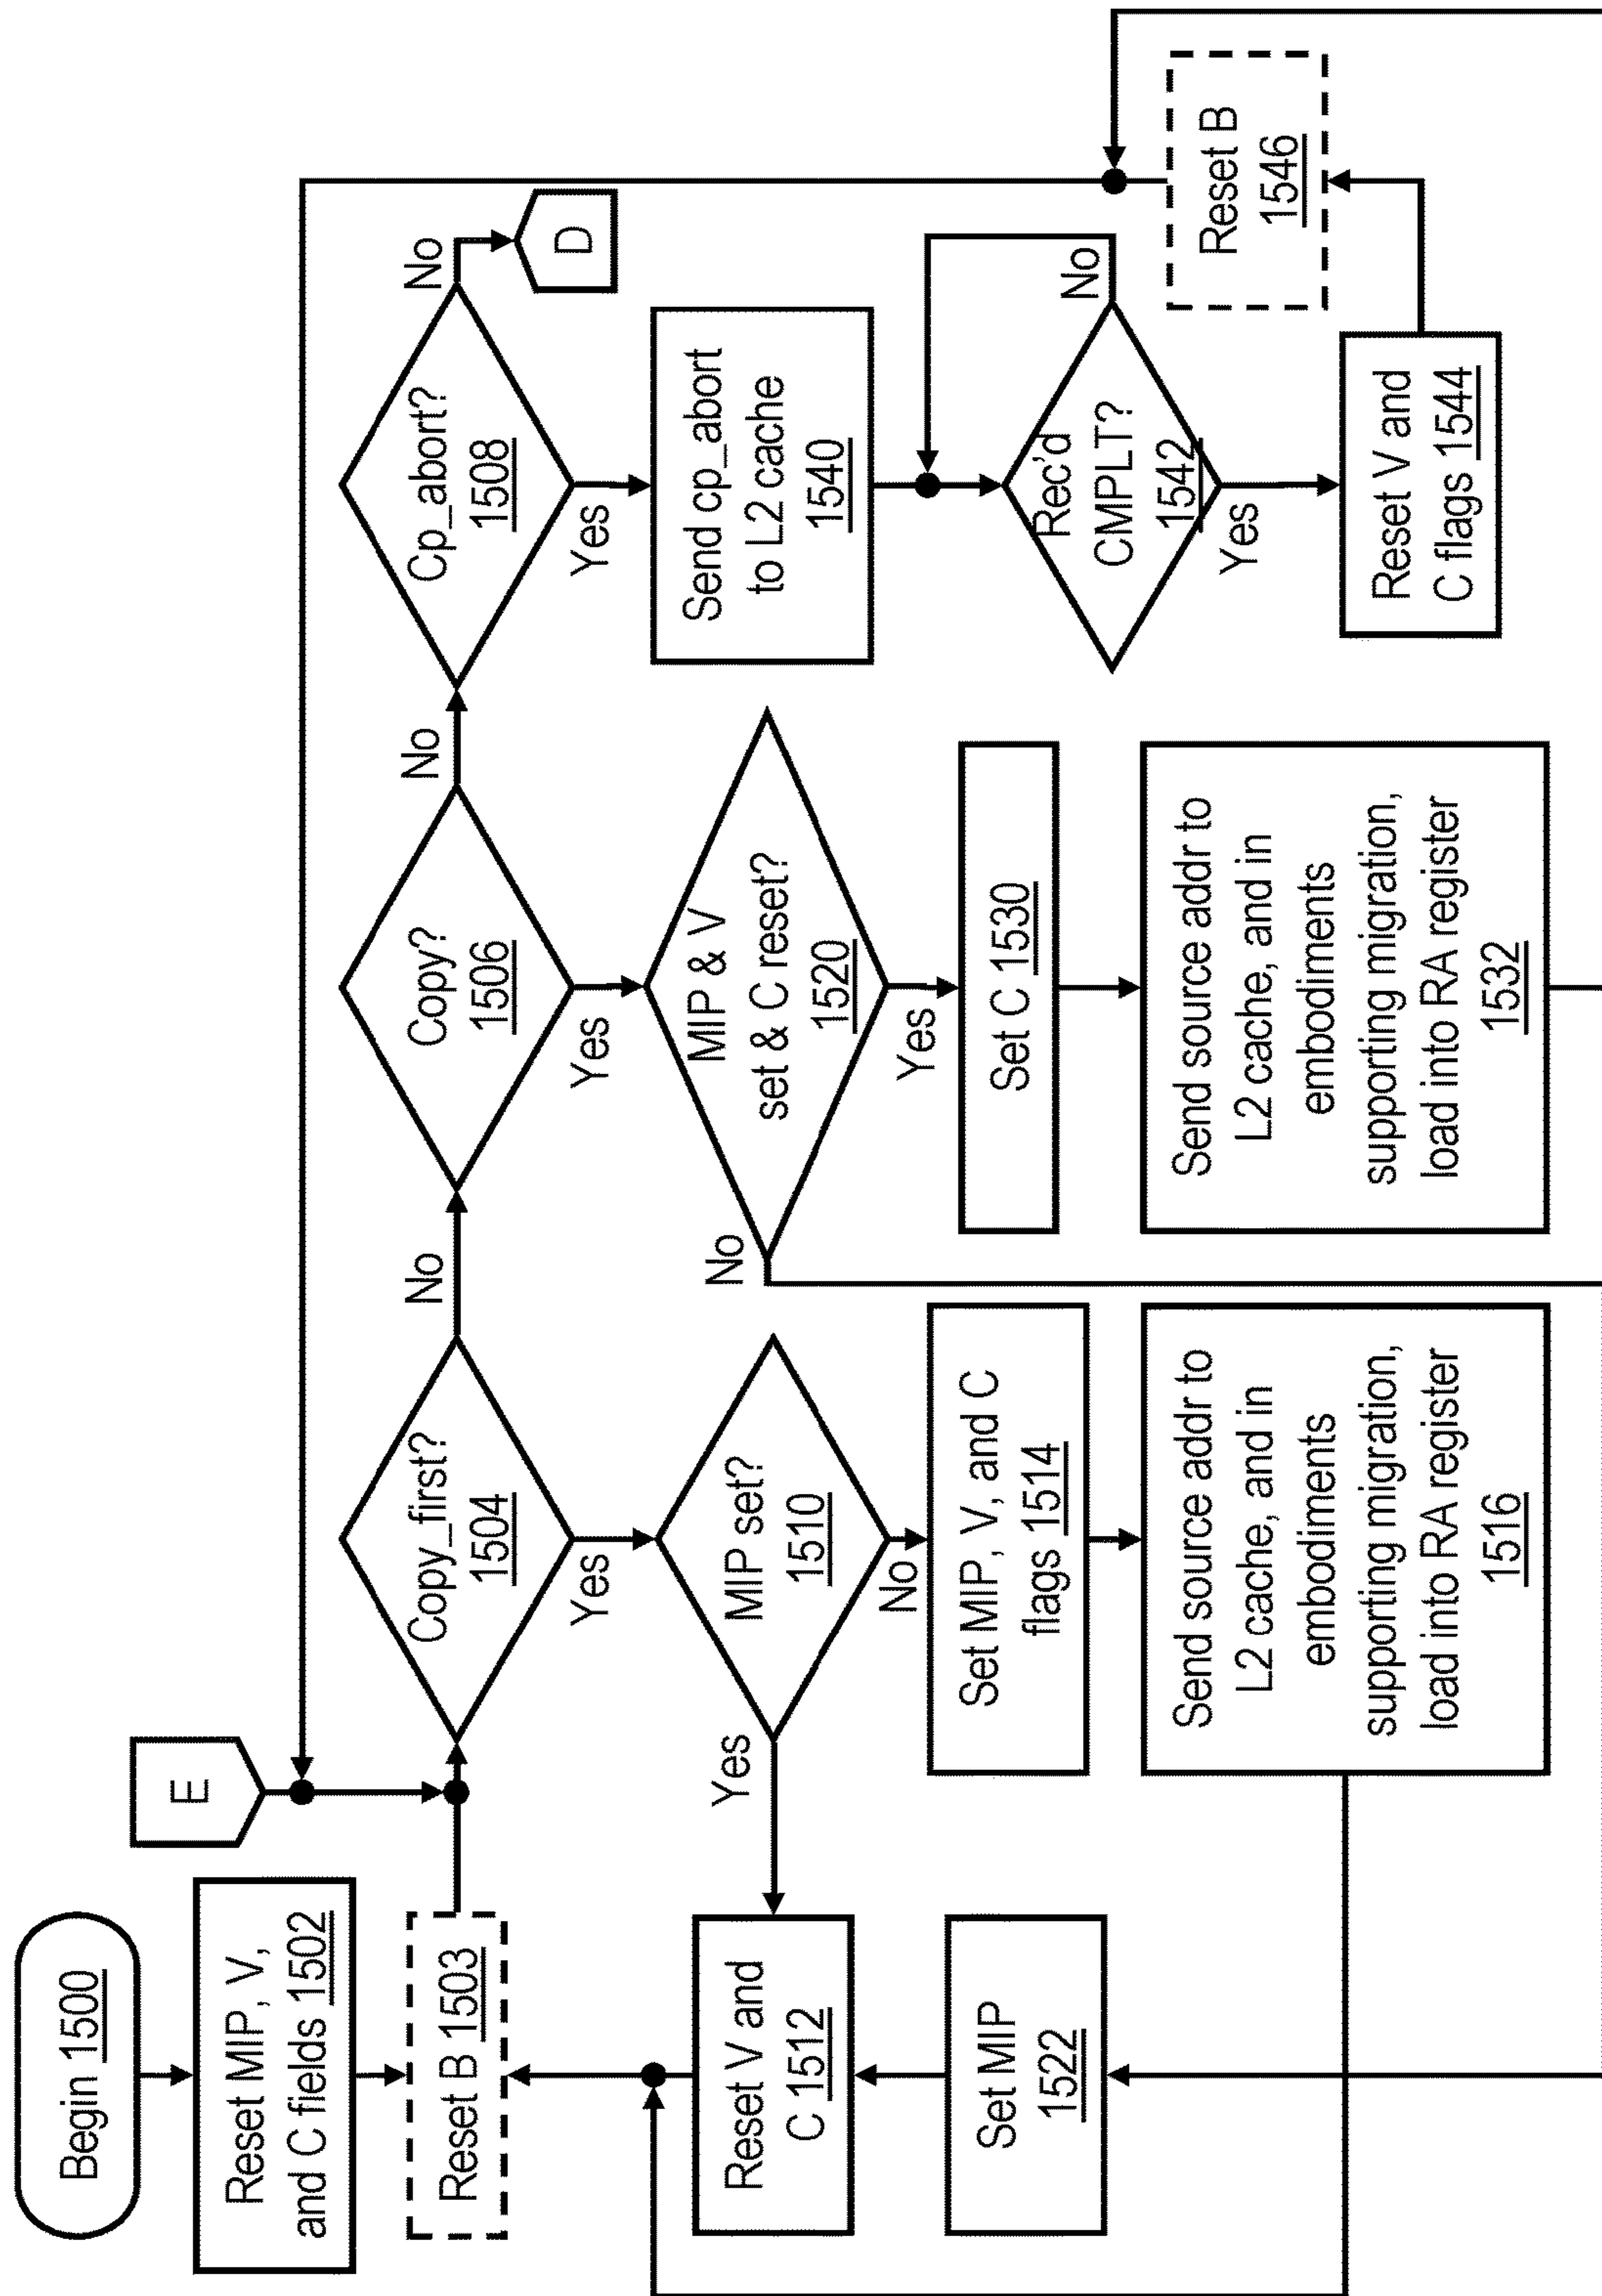 Begin 1500
Reset MIP, V,
and C fields 1502
Reset B 1503
E
Copy_first?
1504
No
Yes
Copy?
1506
No
Yes
Cp_abort?
1508
No
Yes
D
MIP set?
1510
Yes
No
Reset V and
C 1512
Set MIP
1522
Set MIP, V, and C
flags 1514
Send source addr to
L2 cache, and in
embodiments
supporting migration,
load into RA register
1516
MIP & V
set & C reset?
1520
No
Yes
Set C 1530
Send source addr to
L2 cache, and in
embodiments
supporting migration,
load into RA register
1532
Send cp_abort
to L2 cache
1540
Rec'd
CMPLT?
1542
No
Yes
Reset V and
C flags 1544
Reset B
1546